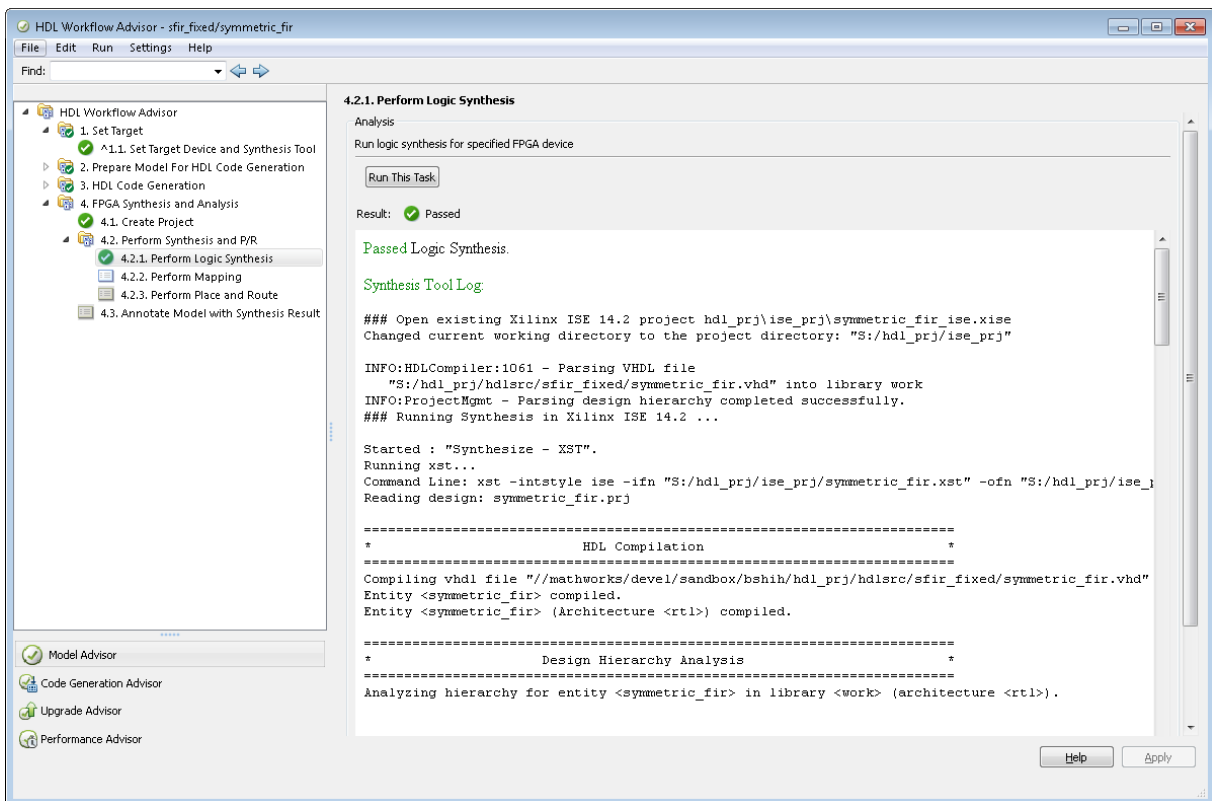 HDL Workflow Advisor - sfir_fixed/symmetric_fir
File Edit Run Settings Help
Find:
HDL Workflow Advisor
1. Set Target
^1.1. Set Target Device and Synthesis Tool
2. Prepare Model For HDL Code Generation
3. HDL Code Generation
4. FPGA Synthesis and Analysis
4.1. Create Project
4.2. Perform Synthesis and P/R
4.2.1. Perform Logic Synthesis
4.2.2. Perform Mapping
4.2.3. Perform Place and Route
4.3. Annotate Model with Synthesis Result
Model Advisor
Code Generation Advisor
Upgrade Advisor
Performance Advisor
4.2.1. Perform Logic Synthesis
Analysis
Run logic synthesis for specified FPGA device
Run This Task
Result: Passed
Passed Logic Synthesis.
Synthesis Tool Log:
### Open existing Xilinx ISE 14.2 project hdl_prj\ise_prj\symmetric_fir_ise.xise
Changed current working directory to the project directory: "S:/hdl_prj/ise_prj"
INFO:HDLCompiler:1061 - Parsing VHDL file
"S:/hdl_prj/hdlsrc/sfir_fixed/symmetric_fir.vhd" into library work
INFO:ProjectMgmt - Parsing design hierarchy completed successfully.
### Running Synthesis in Xilinx ISE 14.2 ...
Started : "Synthesize - XST".
Running xst...
Command Line: xst -intstyle ise -ifn "S:/hdl_prj/ise_prj/symmetric_fir.xst" -ofn "S:/hdl_prj/ise_
Reading design: symmetric_fir.prj
=========================================================================
* HDL Compilation *
=========================================================================
Compiling vhdl file "//mathworks/devel/sandbox/bshih/hdl_prj/hdlsrc/sfir_fixed/symmetric_fir.vhd"
Entity <symmetric_fir> compiled.
Entity <symmetric_fir> (Architecture <rtl>) compiled.
=========================================================================
* Design Hierarchy Analysis *
=========================================================================
Analyzing hierarchy for entity <symmetric_fir> in library <work> (architecture <rtl>).
Help Apply